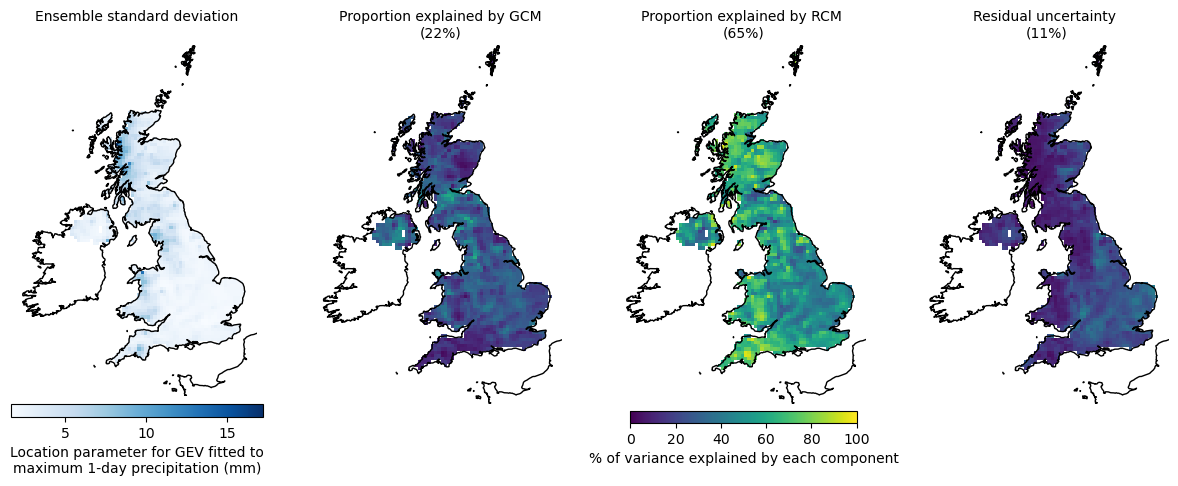 Ensemble standard deviation
Proportion explained by GCM
(22%)
Proportion explained by RCM
(65%)
Residual uncertainty
(11%)
5 10 15
Location parameter for GEV fitted to
maximum 1-day precipitation (mm)
0 20 40 60 80 100
% of variance explained by each component